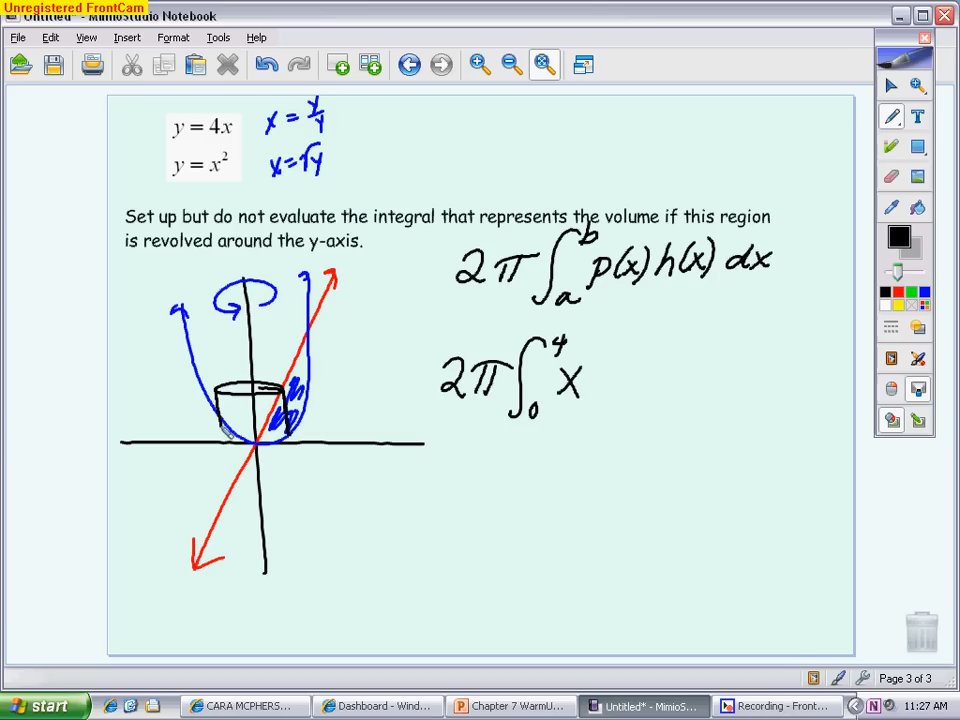 Unregistered FrontCam
Untitled* - MimioStudio Notebook
File Edit View Insert Format Tools Help
y = 4x
x = y/y
y = x²
x = √y
Set up but do not evaluate the integral that represents the volume if this region
is revolved around the y-axis.
2π ∫ₐᵇ p(x) h(x) dx
2π ∫₀⁴ x
T
Page 3 of 3
start
CARA MCPHERS...
Dashboard - Wind...
Chapter 7 WarmU...
Untitled* - MimioS...
Recording - Front...
N
11:27 AM